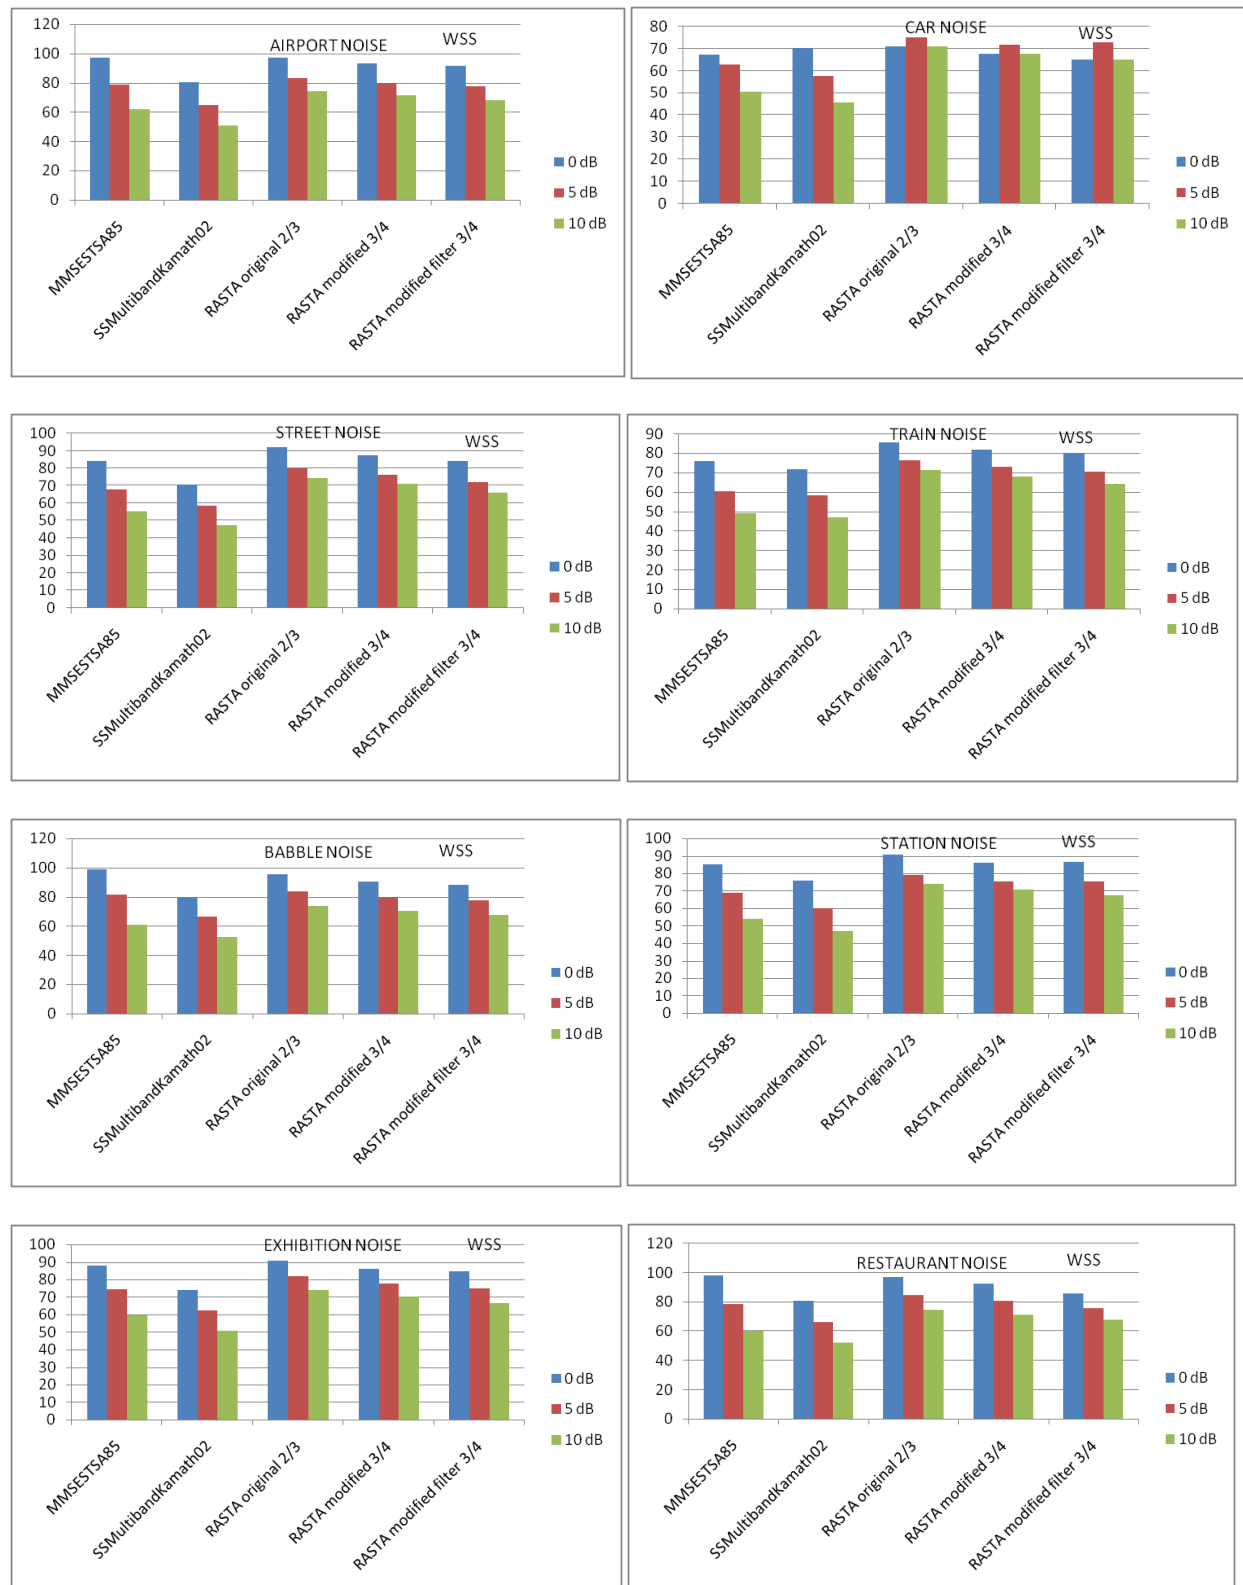 AIRPORT NOISE WSS
120
100
80
60
40
20
0
0 dB
5 dB
10 dB
MMSESTSA85
SSMultibandKamath02
RASTA original 2/3
RASTA modified 3/4
RASTA modified filter 3/4
CAR NOISE WSS
80
70
60
50
40
30
20
10
0
0 dB
5 dB
10 dB
MMSESTSA85
SSMultibandKamath02
RASTA original 2/3
RASTA modified 3/4
RASTA modified filter 3/4
STREET NOISE WSS
100
90
80
70
60
50
40
30
20
10
0
0 dB
5 dB
10 dB
MMSESTSA85
SSMultibandKamath02
RASTA original 2/3
RASTA modified 3/4
RASTA modified filter 3/4
TRAIN NOISE WSS
90
80
70
60
50
40
30
20
10
0
0 dB
5 dB
10 dB
MMSESTSA85
SSMultibandKamath02
RASTA original 2/3
RASTA modified 3/4
RASTA modified filter 3/4
BABBLE NOISE WSS
120
100
80
60
40
20
0
0 dB
5 dB
10 dB
MMSESTSA85
SSMultibandKamath02
RASTA original 2/3
RASTA modified 3/4
RASTA modified filter 3/4
STATION NOISE WSS
100
90
80
70
60
50
40
30
20
10
0
0 dB
5 dB
10 dB
MMSESTSA85
SSMultibandKamath02
RASTA original 2/3
RASTA modified 3/4
RASTA modified filter 3/4
EXHIBITION NOISE WSS
100
90
80
70
60
50
40
30
20
10
0
0 dB
5 dB
10 dB
MMSESTSA85
SSMultibandKamath02
RASTA original 2/3
RASTA modified 3/4
RASTA modified filter 3/4
RESTAURANT NOISE WSS
120
100
80
60
40
20
0
0 dB
5 dB
10 dB
MMSESTSA85
SSMultibandKamath02
RASTA original 2/3
RASTA modified 3/4
RASTA modified filter 3/4